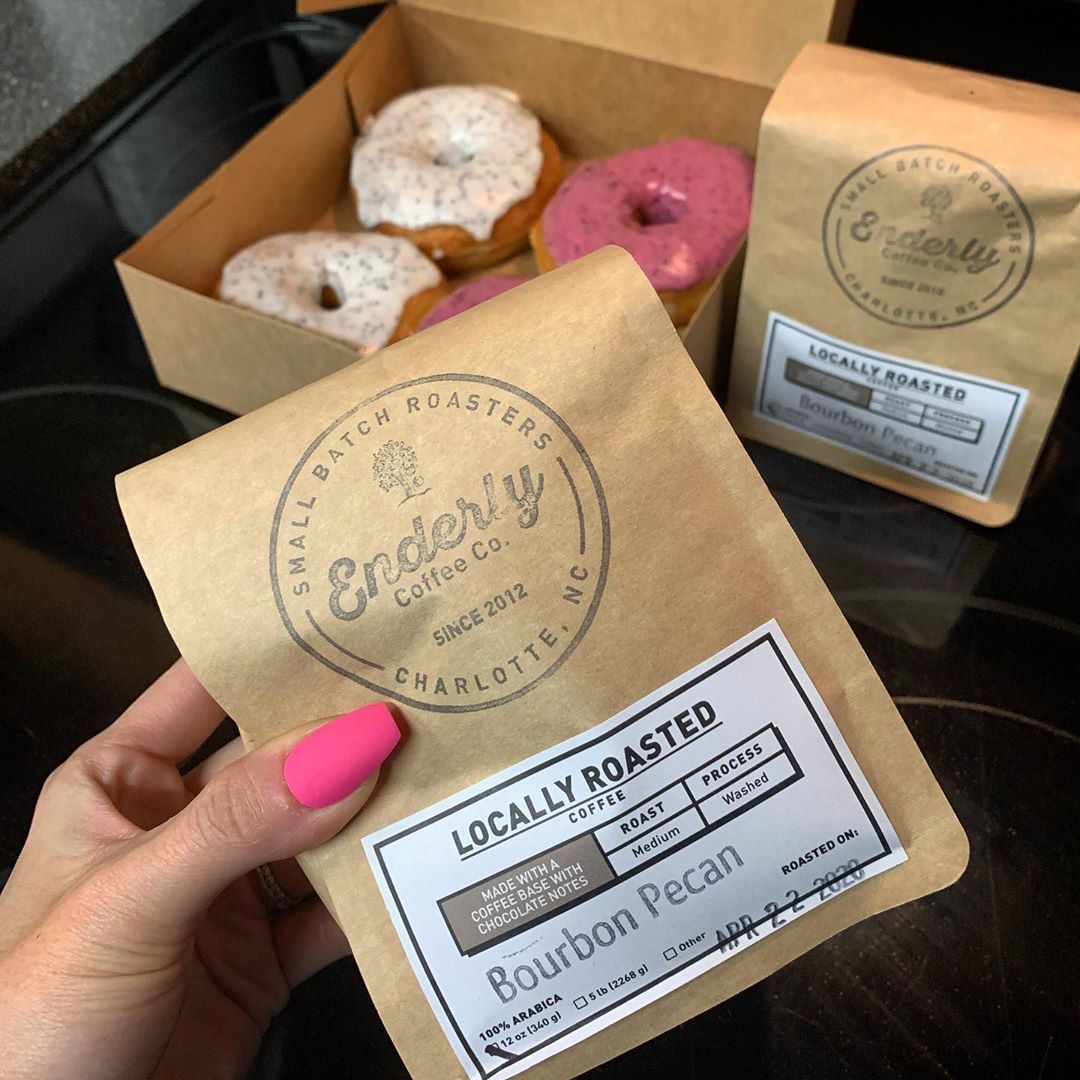 SMALL BATCH ROASTERS
Enderly
Coffee Co.
SINCE 2012
CHARLOTTE, NC
LOCALLY ROASTED
COFFEE
MADE WITH A
COFFEE BASE WITH
CHOCOLATE NOTES
ROAST
Medium
PROCESS
Washed
Bourbon Pecan
ROASTED ON:
APR 22 2020
100% ARABICA
12 oz (340 g)
5 lb (2268 g)
Other
SMALL BATCH ROASTERS
Enderly
Coffee Co.
SINCE 2012
CHARLOTTE, NC
LOCALLY ROASTED
COFFEE
Bourbon Pecan